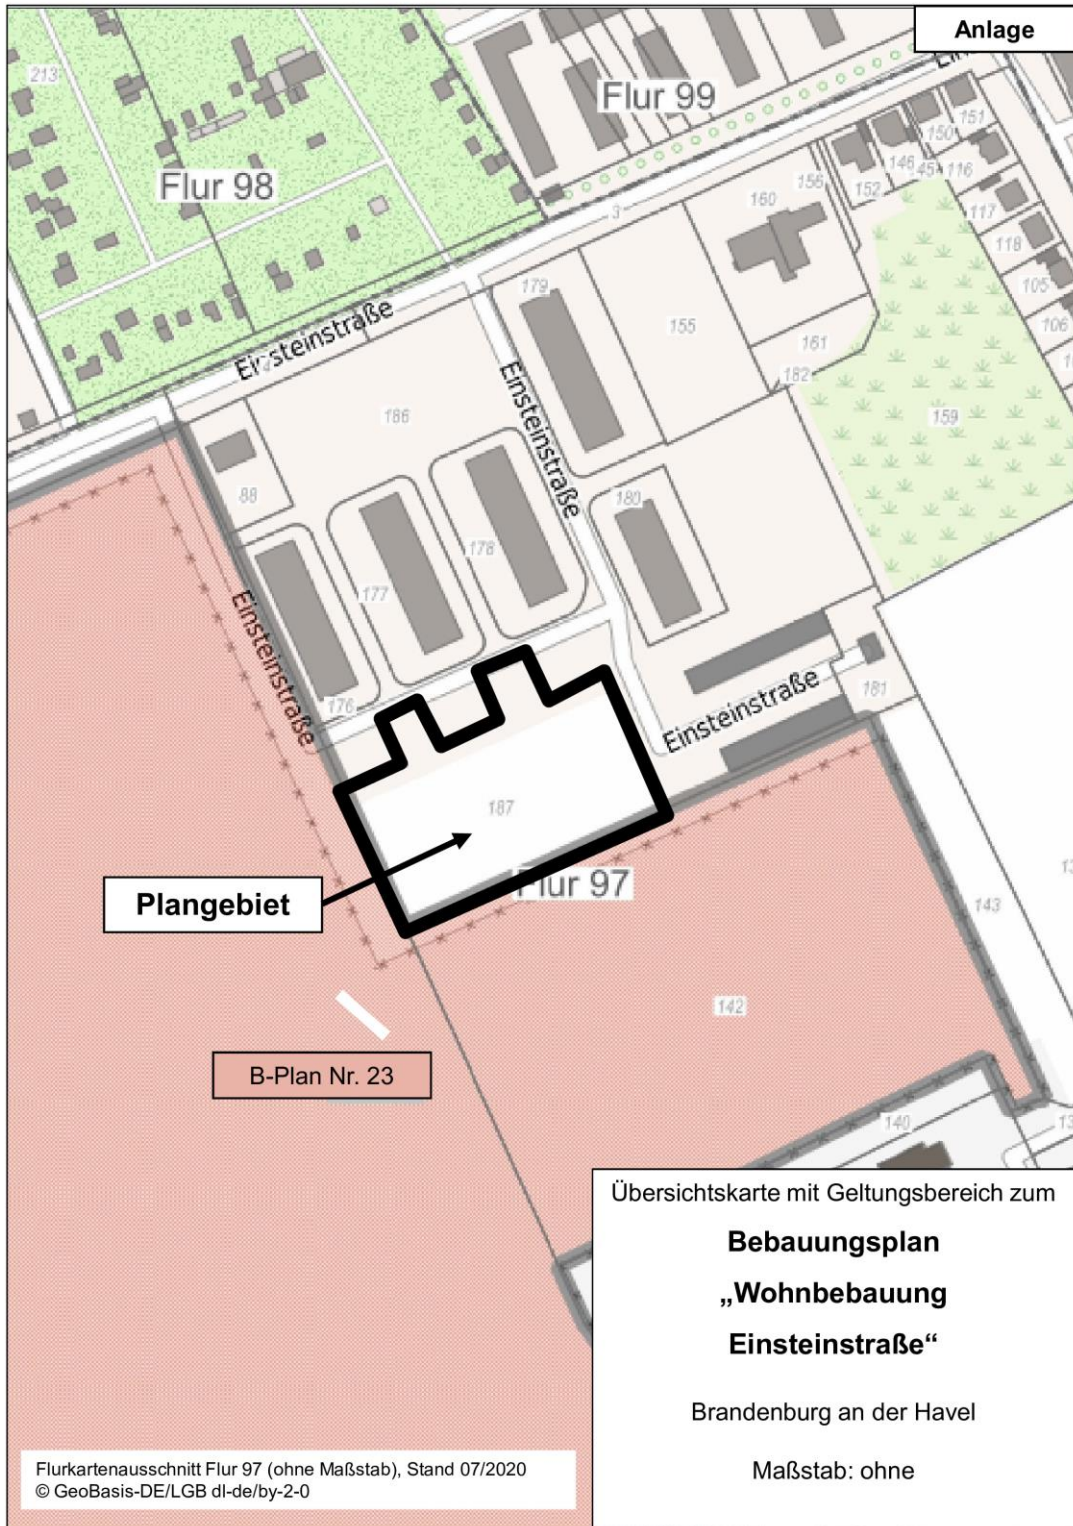 Anlage
213
Flur 99
Flur 98
151
150
146
145
116
156
152
160
117
118
3
179
105
155
106
Einsteinstraße
161
182
Einsteinstraße
186
159
88
180
178
177
Einsteinstraße
176
181
Einsteinstraße
187
Plangebiet
Flur 97
143
142
B-Plan Nr. 23
140
Übersichtskarte mit Geltungsbereich zum
Bebauungsplan
„Wohnbebauung
Einsteinstraße“
Brandenburg an der Havel
Maßstab: ohne
Flurkartenausschnitt Flur 97 (ohne Maßstab), Stand 07/2020
© GeoBasis-DE/LGB dl-de/by-2-0